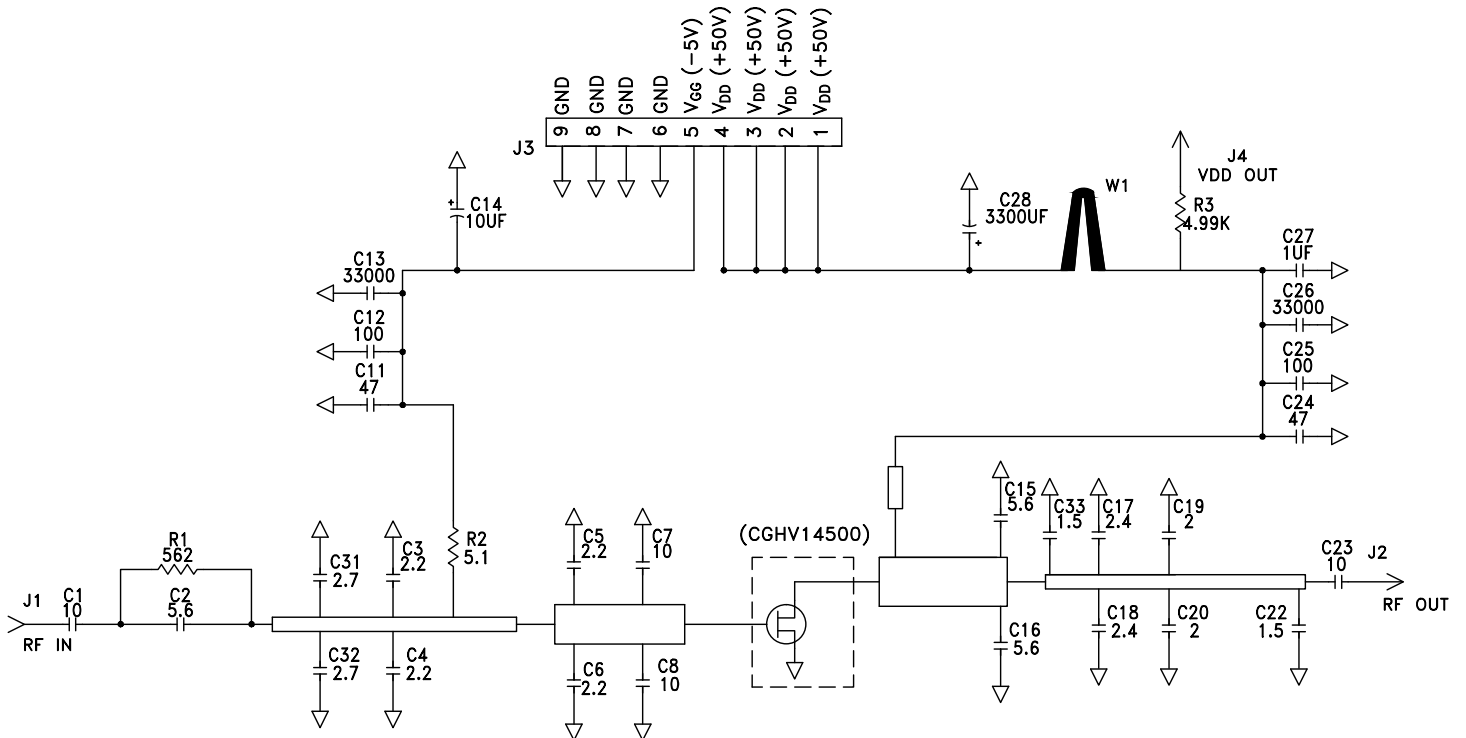 VGG (-5V)
VDD (+50V)
VDD (+50V)
VDD (+50V)
VDD (+50V)
GND
GND
GND
GND
9 8 7 6 5 4 3 2 1
J3
C14
10UF
C28
3300UF
W1
J4
VDD OUT
R3
4.99K
C13
33000
C12
100
C11
47
C27
1UF
C26
33000
C25
100
C24
47
J1
RF IN
C1
10
R1
562
C2
5.6
C31
2.7
C3
2.2
R2
5.1
C32
2.7
C4
2.2
C5
2.2
C7
10
C6
2.2
C8
10
(CGHV14500)
C15
5.6
C16
5.6
C33
1.5
C17
2.4
C19
2
C18
2.4
C20
2
C22
1.5
C23
10
J2
RF OUT